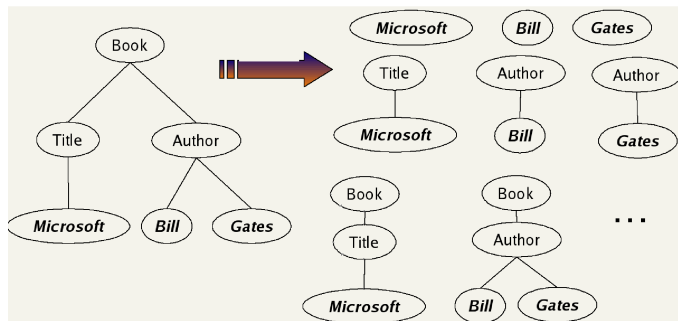 Book
Title
Author
Microsoft
Bill
Gates
Microsoft
Bill
Gates
Title
Author
Author
Microsoft
Bill
Gates
Book
Book
Title
Author
Microsoft
Bill
Gates
...